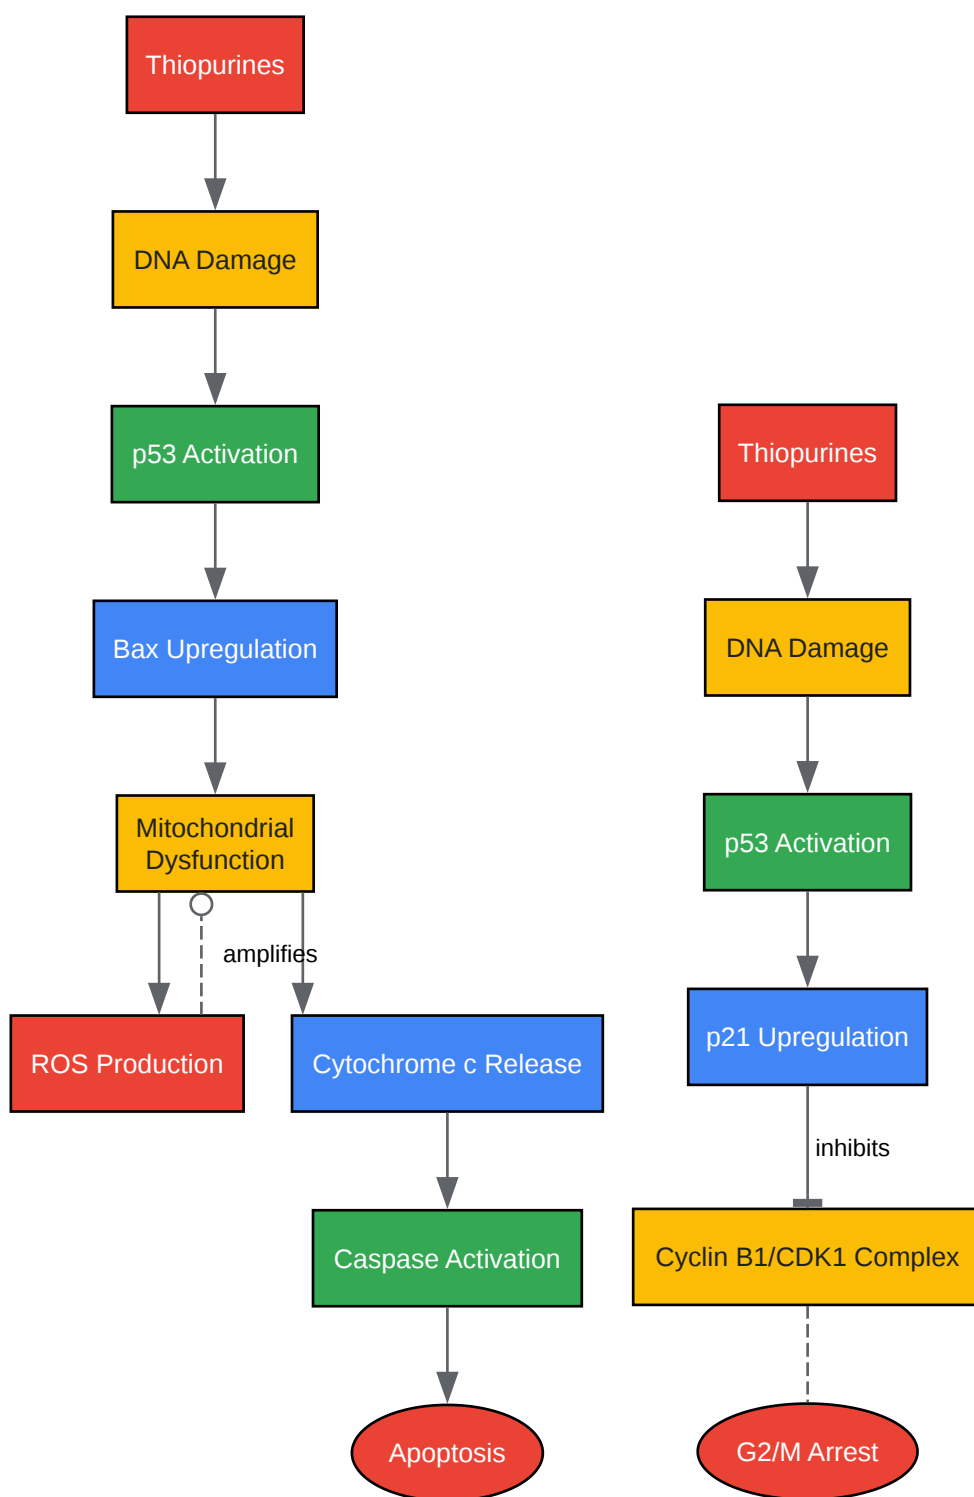 Thiopurines
DNA Damage
p53 Activation
Bax Upregulation
Mitochondrial
Dysfunction
amplifies
ROS Production
Cytochrome c Release
Caspase Activation
Apoptosis
Thiopurines
DNA Damage
p53 Activation
p21 Upregulation
inhibits
Cyclin B1/CDK1 Complex
G2/M Arrest